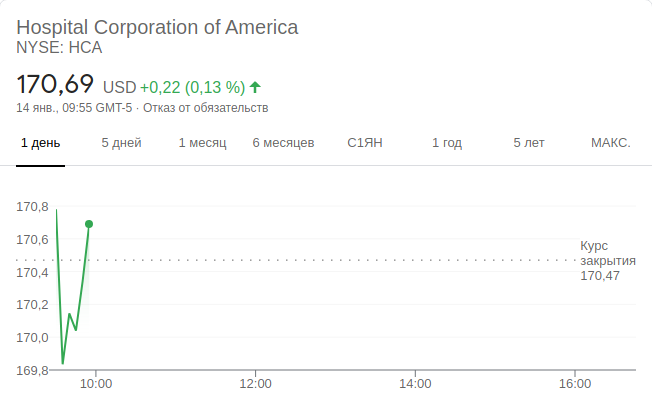 Hospital Corporation of America
NYSE: HCA
170,69 USD +0,22 (0,13 %)
14 янв., 09:55 GMT-5 · Отказ от обязательств
1 день 5 дней 1 месяц 6 месяцев С1ЯН 1 год 5 лет МАКС.
170,8
170,6
Курс
закрытия
170,47
170,4
170,2
170,0
169,8
10:00 12:00 14:00 16:00